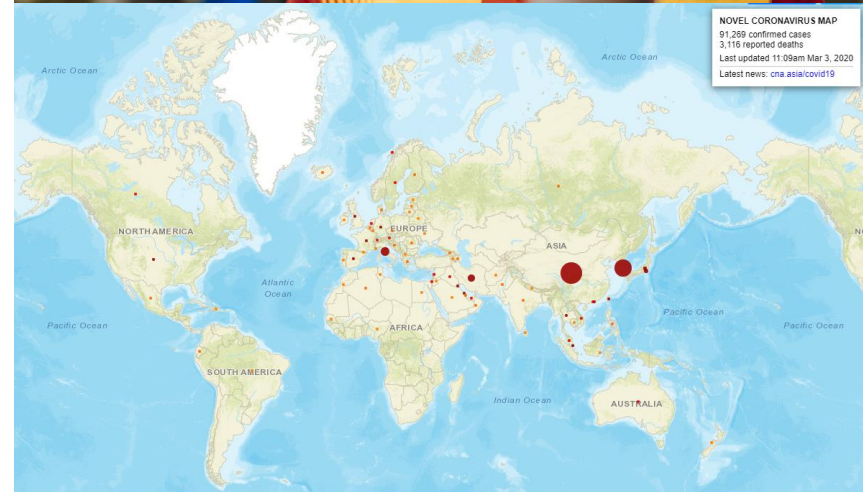 NOVEL CORONAVIRUS MAP
91,269 confirmed cases
3,116 reported deaths
Last updated 11:09am Mar 3, 2020
Latest news: cna.asia/covid19
Arctic Ocean
Arctic Ocean
NORTH AMERICA
EUROPE
ASIA
Atlantic
Ocean
Pacific Ocean
AFRICA
Pacific Ocean
Pacific Ocean
SOUTH AMERICA
Indian Ocean
AUSTRALIA